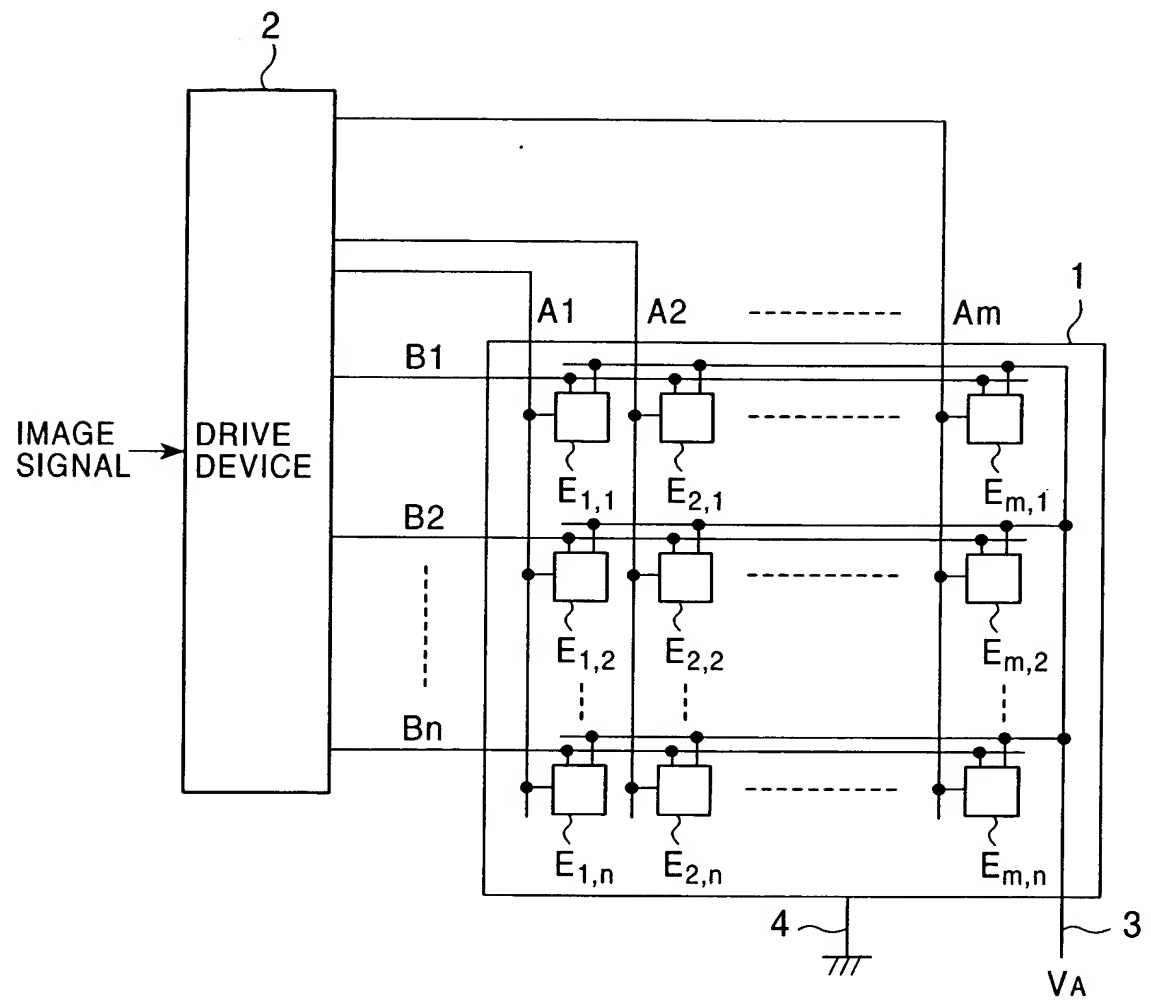 2
1
A1 A2 Am
B1
IMAGE
SIGNAL
DRIVE
DEVICE
E1,1 E2,1 Em,1
B2
E1,2 E2,2 Em,2
Bn
E1,n E2,n Em,n
4 3
VA